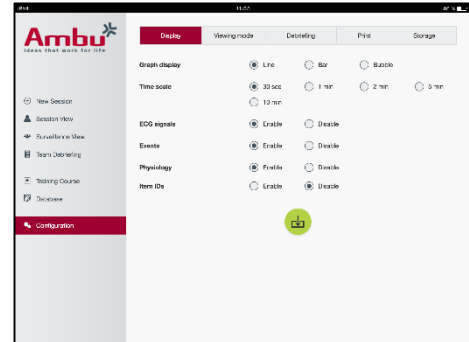 iPad 11:55
Ambu
Ideas that work for life
Display Viewing mode Debriefing Print Storage
Graph display Line Bar Bubble
Time scale 30 sec 1 min 2 min 5 min
10 min
New Session
Session View
ECG signals Enable Disable
Surveillance View
Events Enable Disable
Team Debriefing
Physiology Enable Disable
Training Course
Item IDs Enable Disable
Database
Configuration